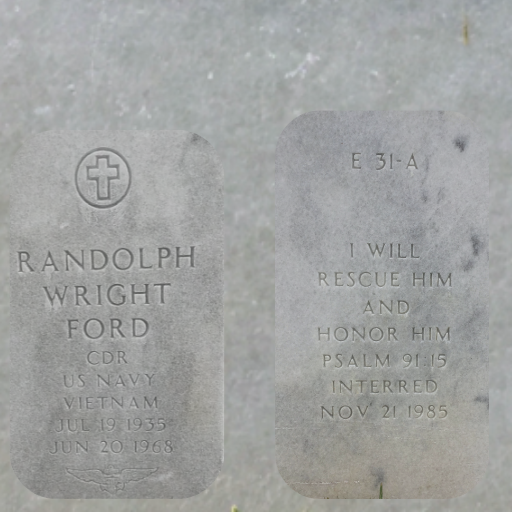 RANDOLPH
WRIGHT
FORD
CDR
US NAVY
VIETNAM
JUL 19 1935
JUN 20 1968
E 31-A
I WILL
RESCUE HIM
AND
HONOR HIM
PSALM 91:15
INTERRED
NOV 21 1985